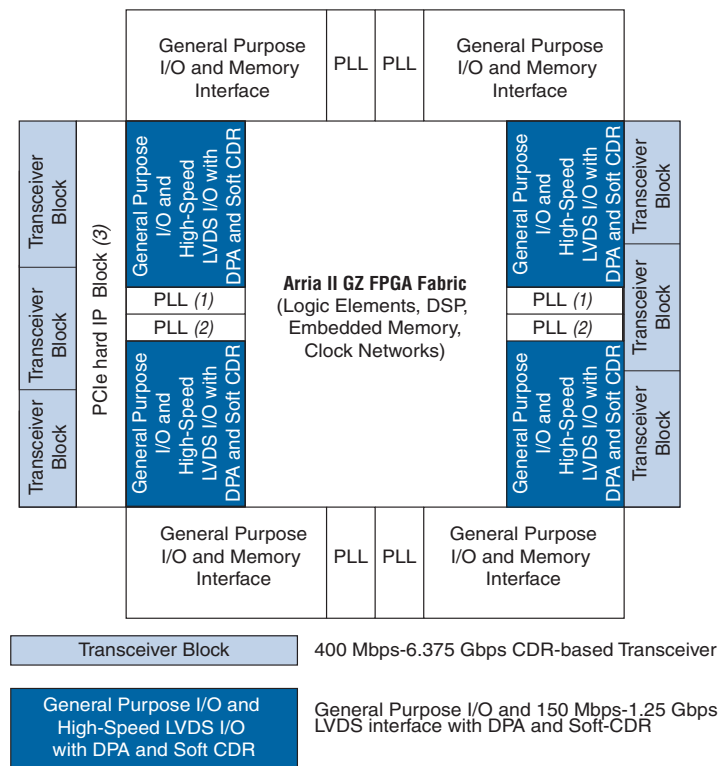 General Purpose
I/O and Memory
Interface
PLL
PLL
General Purpose
I/O and Memory
Interface
Transceiver
Block
Transceiver
Block
Transceiver
Block
PCIe hard IP Block (3)
General Purpose
I/O and
High-Speed
LVDS I/O with
DPA and Soft CDR
PLL (1)
PLL (2)
General Purpose
I/O and
High-Speed
LVDS I/O with
DPA and Soft CDR
Arria II GZ FPGA Fabric
(Logic Elements, DSP,
Embedded Memory,
Clock Networks)
General Purpose
I/O and
High-Speed
LVDS I/O with
DPA and Soft CDR
PLL (1)
PLL (2)
General Purpose
I/O and
High-Speed
LVDS I/O with
DPA and Soft CDR
Transceiver
Block
Transceiver
Block
Transceiver
Block
General Purpose
I/O and Memory
Interface
PLL
PLL
General Purpose
I/O and Memory
Interface
Transceiver Block
400 Mbps-6.375 Gbps CDR-based Transceiver
General Purpose I/O and
High-Speed LVDS I/O
with DPA and Soft CDR
General Purpose I/O and 150 Mbps-1.25 Gbps
LVDS interface with DPA and Soft-CDR